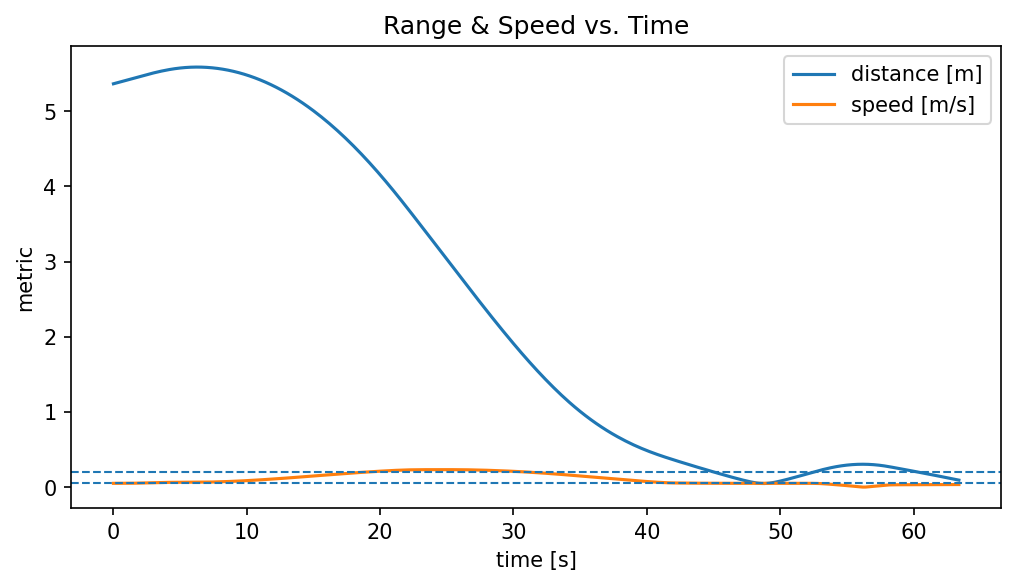 Range & Speed vs. Time
distance [m]
speed [m/s]
metric
5
4
3
2
1
0
0 10 20 30 40 50 60
time [s]